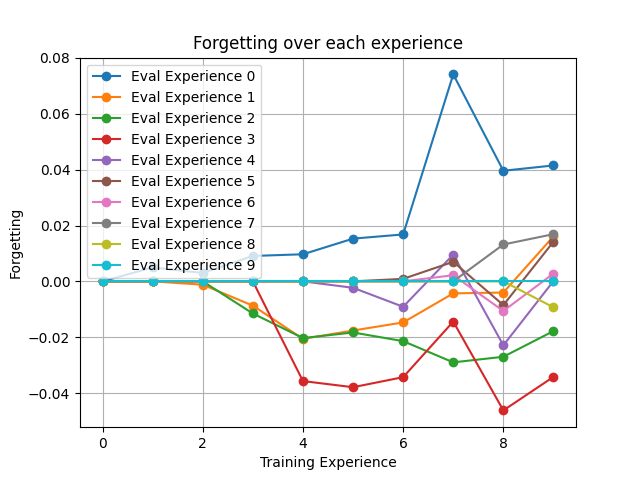 Forgetting over each experience
0.08
0.06
0.04
0.02
0.00
−0.02
−0.04
Forgetting
Eval Experience 0
Eval Experience 1
Eval Experience 2
Eval Experience 3
Eval Experience 4
Eval Experience 5
Eval Experience 6
Eval Experience 7
Eval Experience 8
Eval Experience 9
0 2 4 6 8
Training Experience